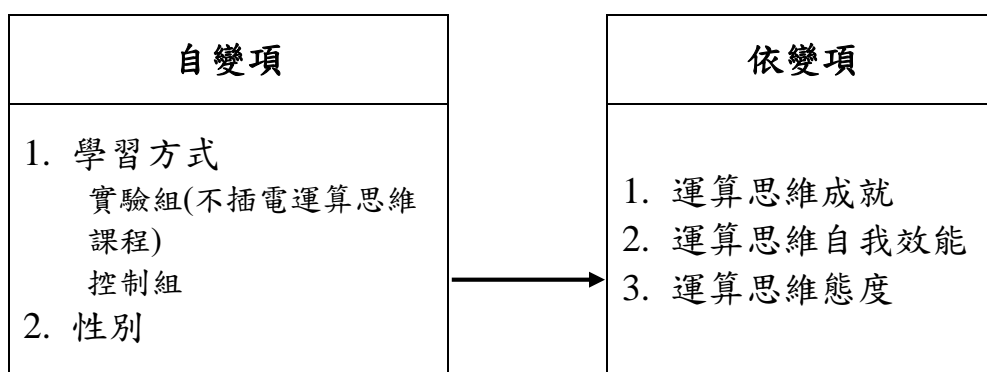 自變項
1. 學習方式
實驗組(不插電運算思維
課程)
控制組
2. 性別
依變項
1. 運算思維成就
2. 運算思維自我效能
3. 運算思維態度